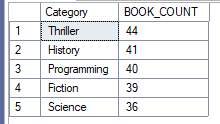 Category BOOK_COUNT
1 Thriller 44
2 History 41
3 Programming 40
4 Fiction 39
5 Science 36